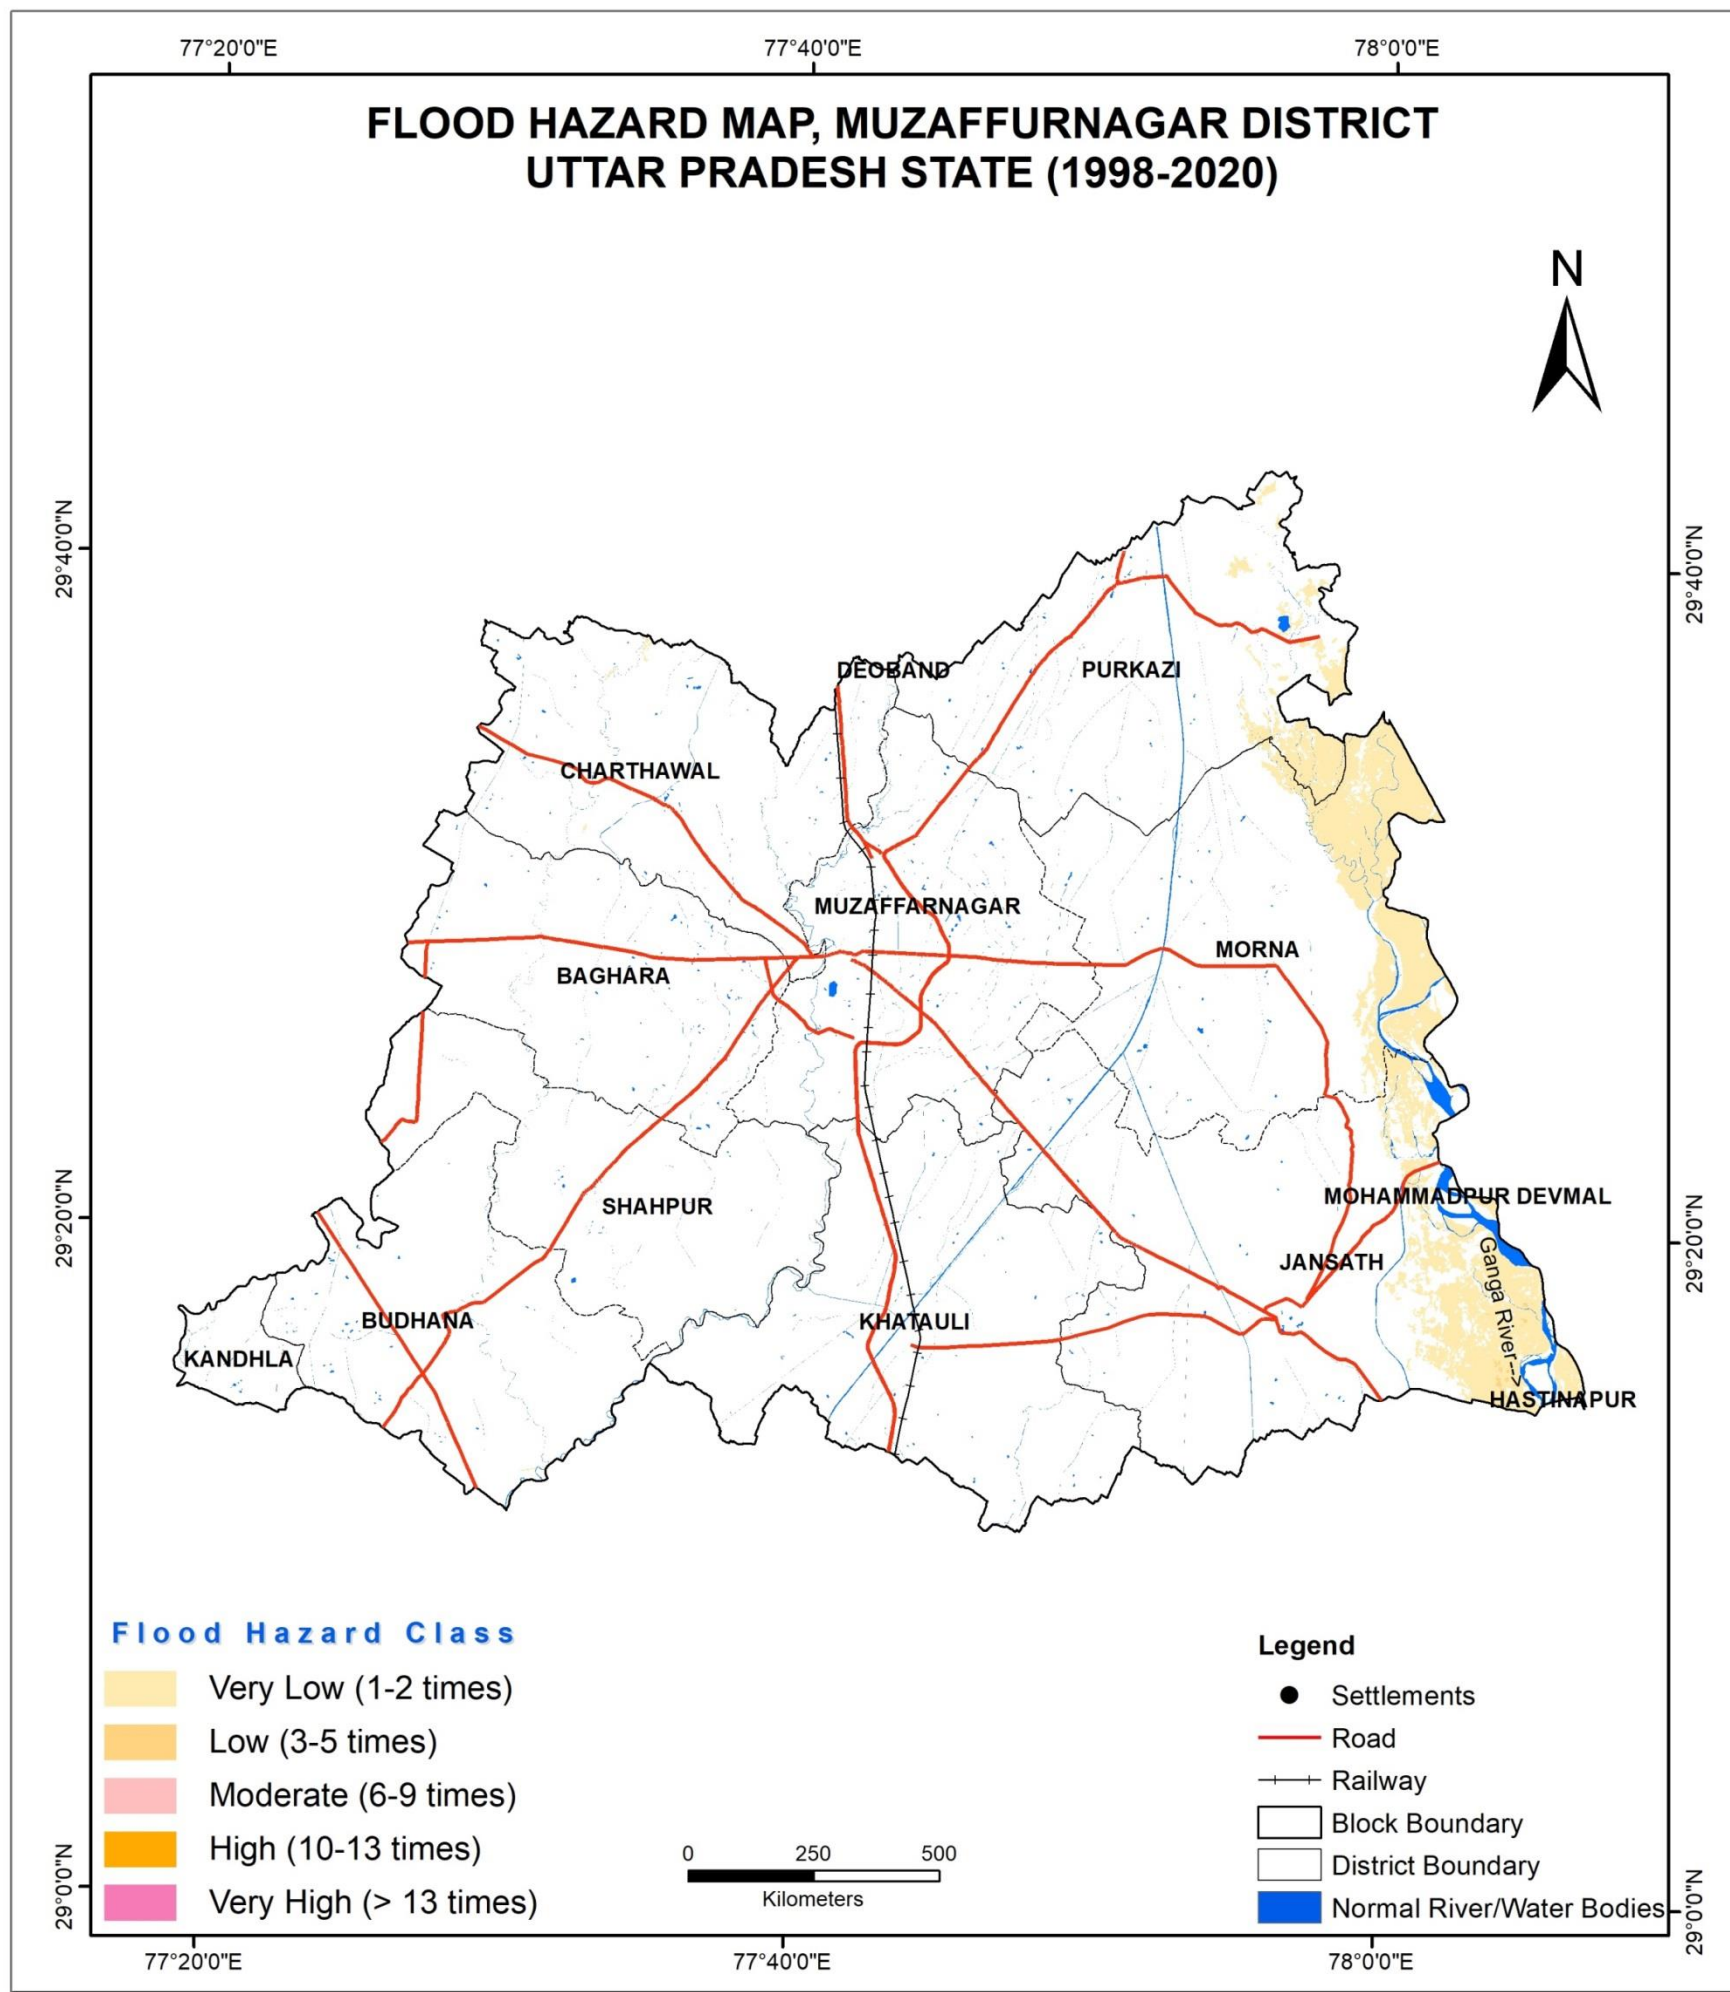 77°20'0"E
77°40'0"E
78°0'0"E
FLOOD HAZARD MAP, MUZAFFURNAGAR DISTRICT
UTTAR PRADESH STATE (1998-2020)
N
29°40'0"N
29°40'0"N
DEOBAND
PURKAZI
CHARTHAWAL
MUZAFFARNAGAR
MORNA
BAGHARA
MOHAMMADPUR DEVMAL
SHAHPUR
29°20'0"N
29°20'0"N
JANSATH
Ganga River-->
BUDHANA
KHATAULI
KANDHLA
HASTINAPUR
Flood Hazard Class
Very Low (1-2 times)
Low (3-5 times)
Moderate (6-9 times)
High (10-13 times)
Very High (> 13 times)
0 250 500
Kilometers
Legend
Settlements
Road
Railway
Block Boundary
District Boundary
Normal River/Water Bodies
29°0'0"N
29°0'0"N
77°20'0"E
77°40'0"E
78°0'0"E